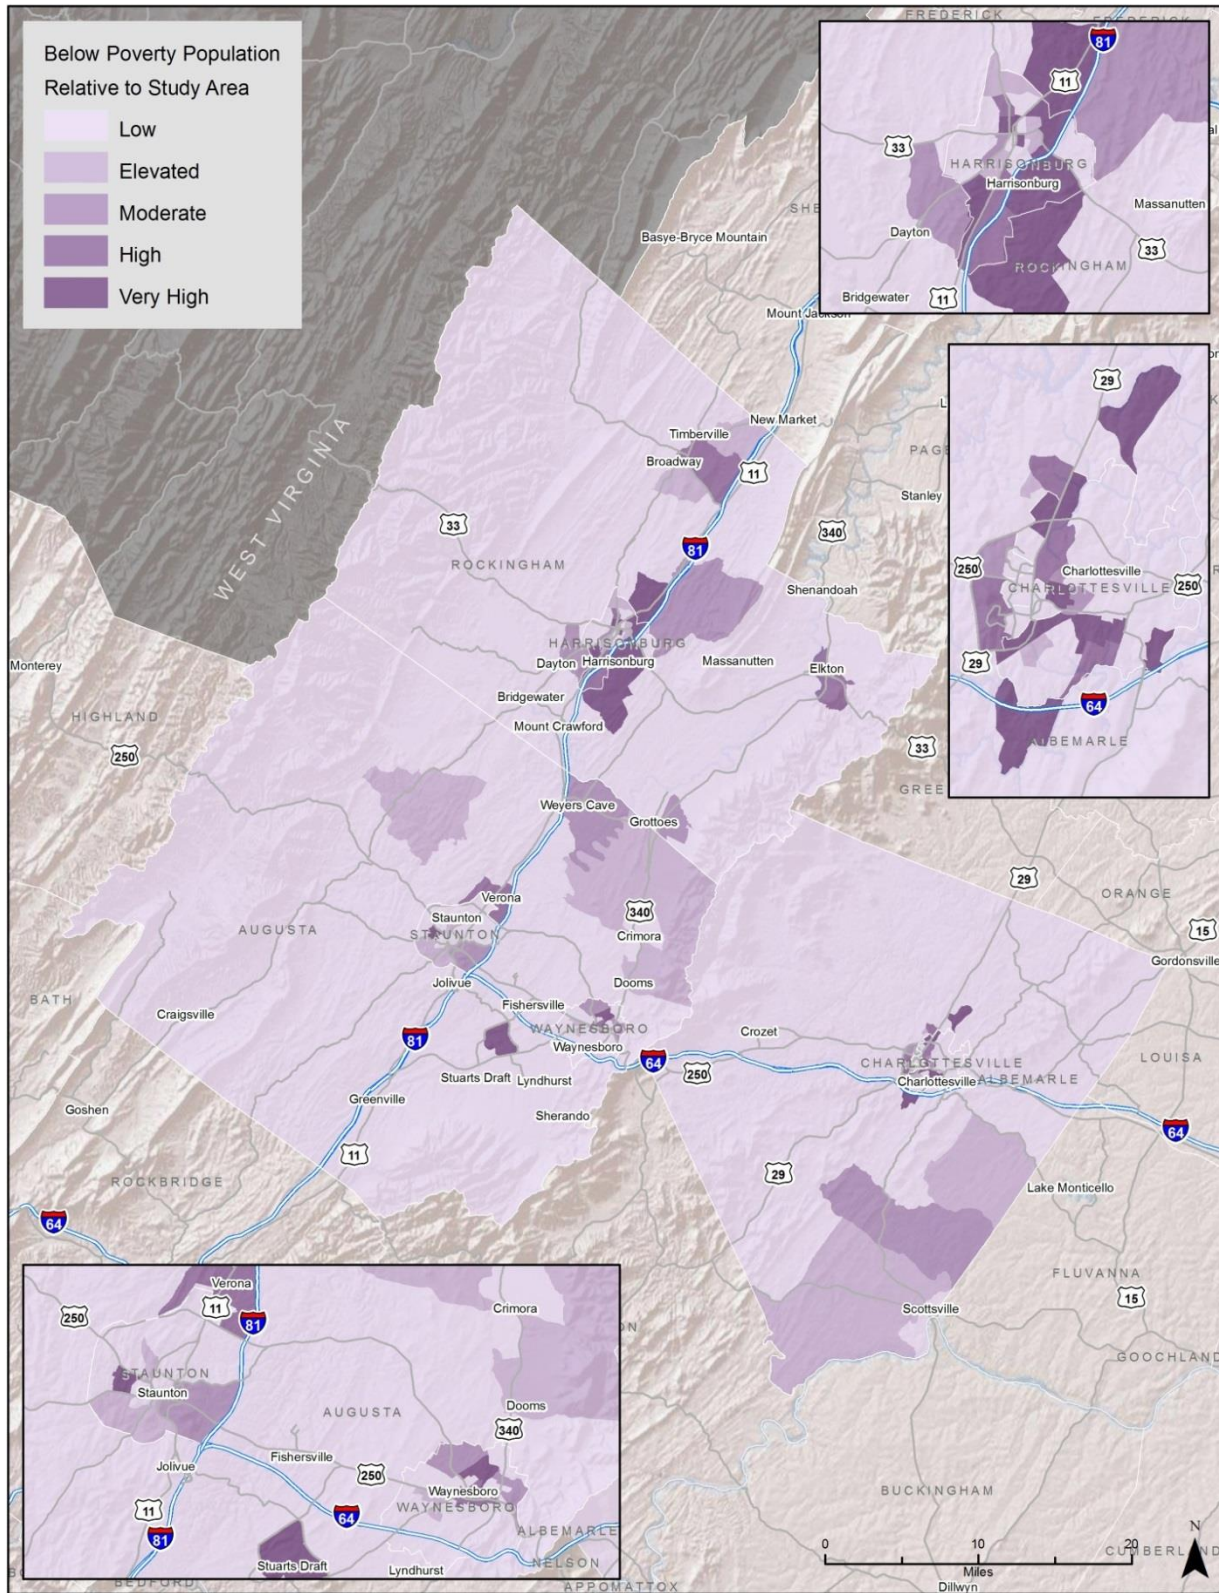 Below Poverty Population
Relative to Study Area
Low
Elevated
Moderate
High
Very High
FREDERICK
FREDERICK
81
11
33
HARRISONBURG
Harrisonburg
Massanutten
Dayton
33
ROCKINGHAM
Bridgewater
11
Basye-Bryce Mountain
Mount Jackson
WEST VIRGINIA
New Market
Timberville
Broadway
11
Stanley
33
340
81
ROCKINGHAM
Shenandoah
HARRISONBURG
Dayton
Harrisonburg
Massanutten
Elkton
Monterey
Bridgewater
HIGHLAND
Mount Crawford
250
33
29
250
Charlottesville
CHARLOTTESVILLE
250
29
64
ALBEMARLE
Weyers Cave
Grottoes
29
ORANGE
Verona
Staunton
340
15
AUGUSTA
STAUNTON
Crimora
Gordonsville
Jolivue
Dooms
BATH
Fishersville
Craigsville
WAYNESBORO
Crozet
81
Waynesboro
64
250
CHARLOTTESVILLE
LOUISA
Stuarts Draft
Lyndhurst
Charlottesville
ALBEMARLE
Goshen
Greenville
Sherando
64
11
29
ROCKBRIDGE
Lake Monticello
64
FLUVANNA
15
Scottsville
GOOCHLAND
BUCKINGHAM
Verona
11
250
81
Crimora
STAUNTON
Staunton
AUGUSTA
Dooms
340
Jolivue
Fishersville
250
Waynesboro
WAYNESBORO
11
64
81
ALBEMARLE
Stuarts Draft
Lyndhurst
NELSON
BEDFORD
APPOMATTOX
0 10 20
Miles
N
CUMBERLAND
Dillwyn